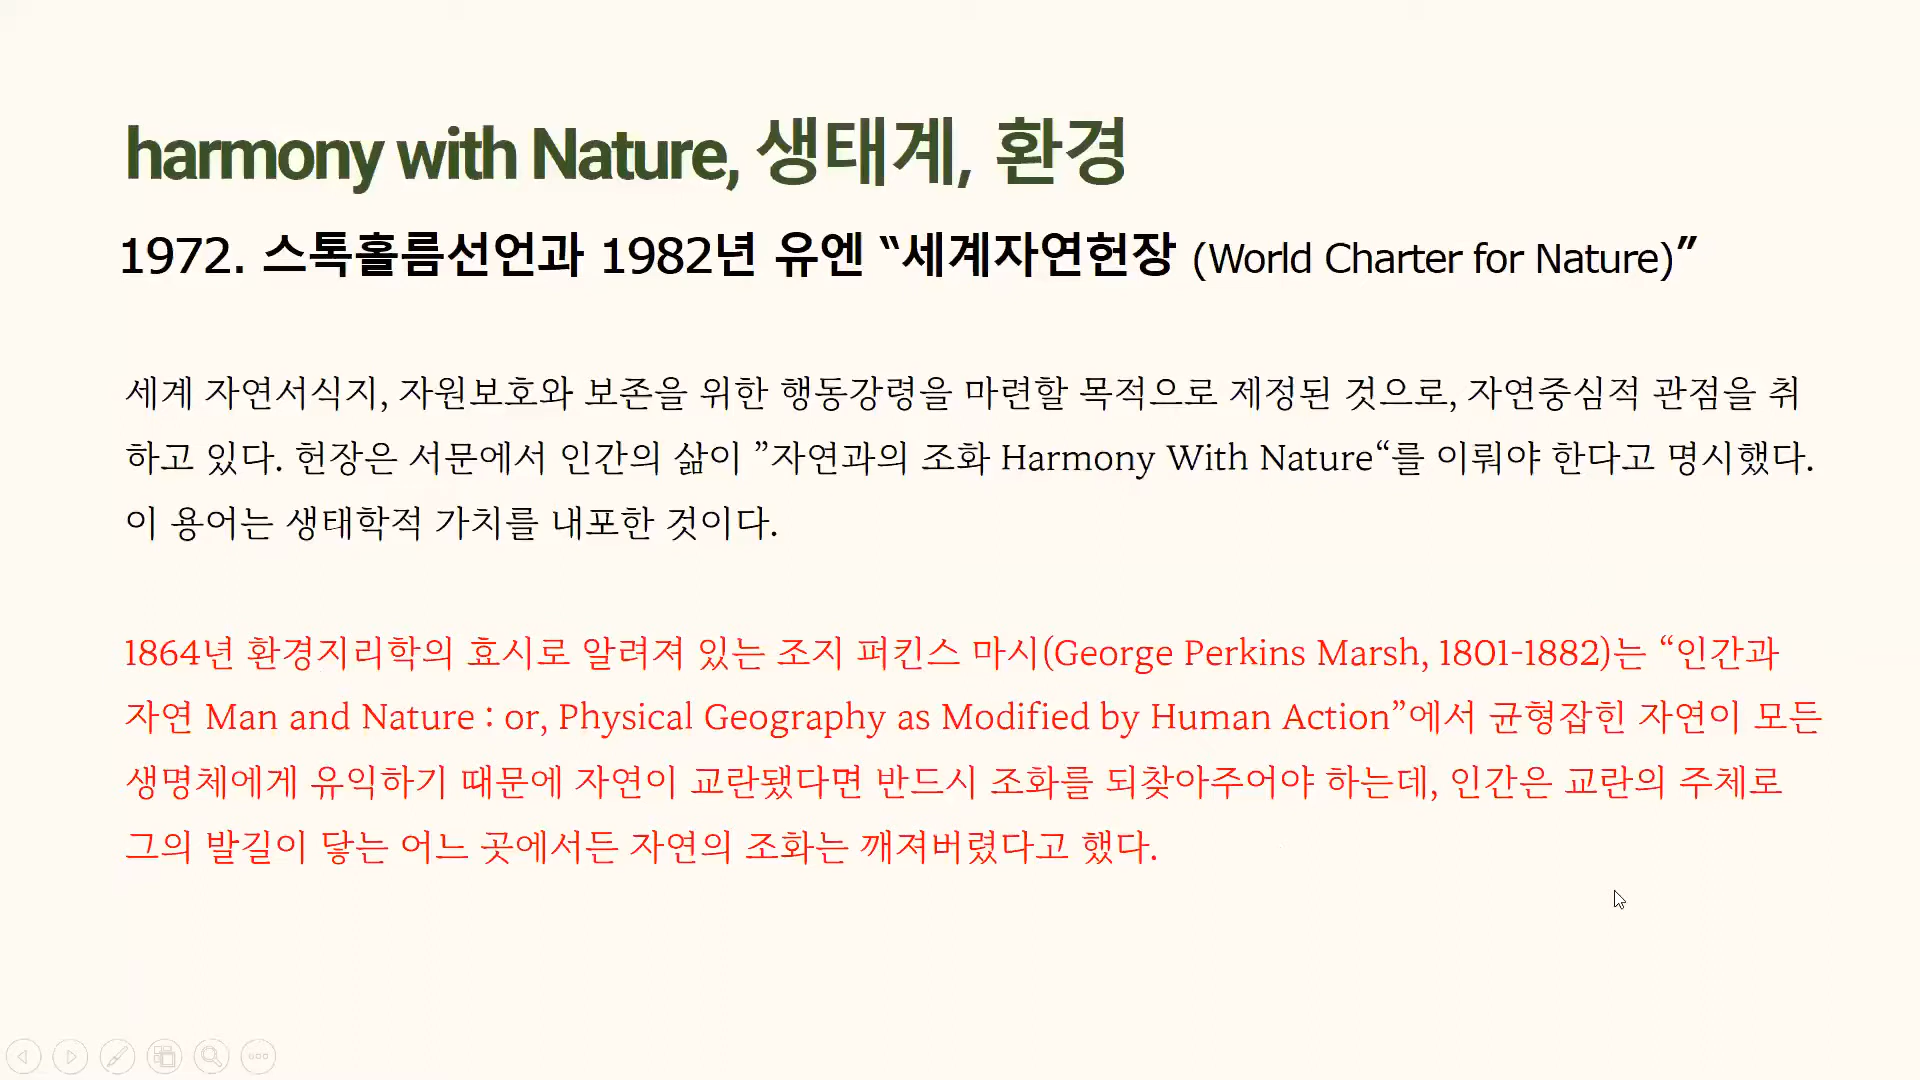 harmony with Nature, 생태계, 환경
1972. 스톡홀름선언과 1982년 유엔 “세계자연헌장 (World Charter for Nature)”
세계 자연서식지, 자원보호와 보존을 위한 행동강령을 마련할 목적으로 제정된 것으로, 자연중심적 관점을 취
하고 있다. 헌장은 서문에서 인간의 삶이 ”자연과의 조화 Harmony With Nature“를 이뤄야 한다고 명시했다.
이 용어는 생태학적 가치를 내포한 것이다.
1864년 환경지리학의 효시로 알려져 있는 조지 퍼킨스 마시(George Perkins Marsh, 1801-1882)는 “인간과
자연 Man and Nature : or, Physical Geography as Modified by Human Action”에서 균형잡힌 자연이 모든
생명체에게 유익하기 때문에 자연이 교란됐다면 반드시 조화를 되찾아주어야 하는데, 인간은 교란의 주체로
그의 발길이 닿는 어느 곳에서든 자연의 조화는 깨져버렸다고 했다.